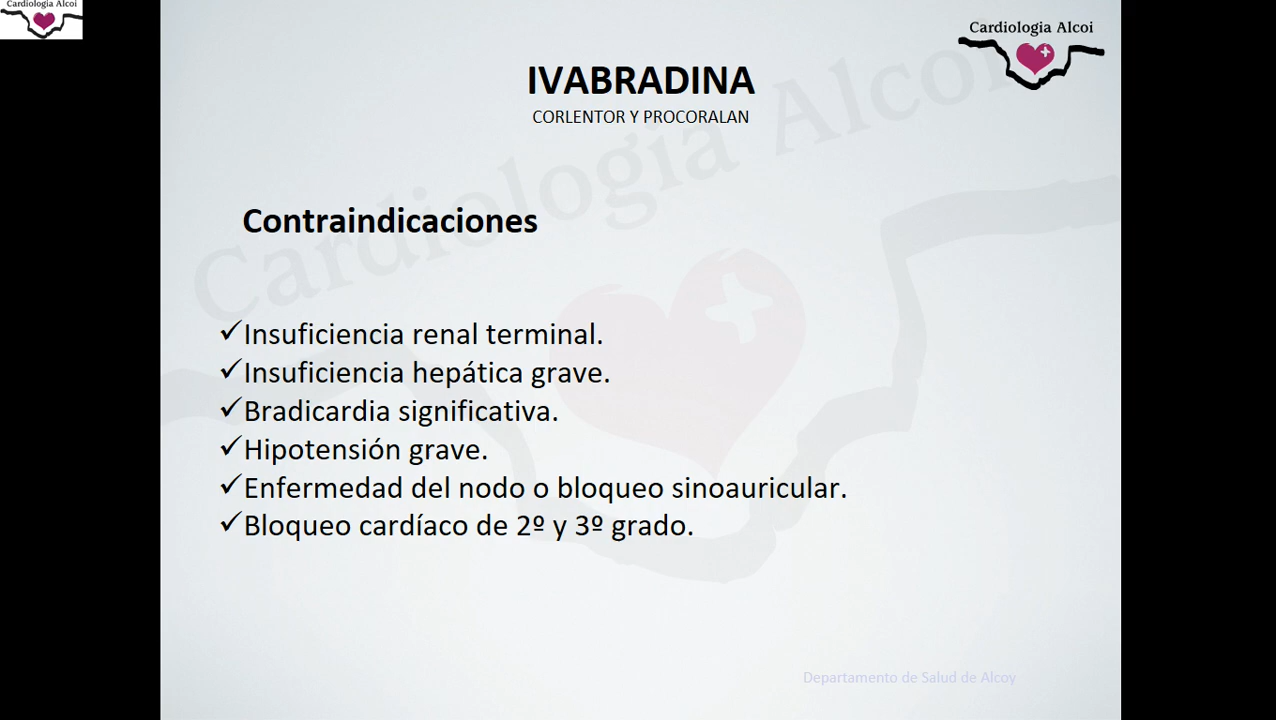 Cardiologia Alcoi
Cardiologia Alcoi
IVABRADINA
CORLENTOR Y PROCORALAN
Cardiologia Alcoi
Contraindicaciones
✓Insuficiencia renal terminal.
✓Insuficiencia hepática grave.
✓Bradicardia significativa.
✓Hipotensión grave.
✓Enfermedad del nodo o bloqueo sinoauricular.
✓Bloqueo cardíaco de 2º y 3º grado.
Departamento de Salud de Alcoy